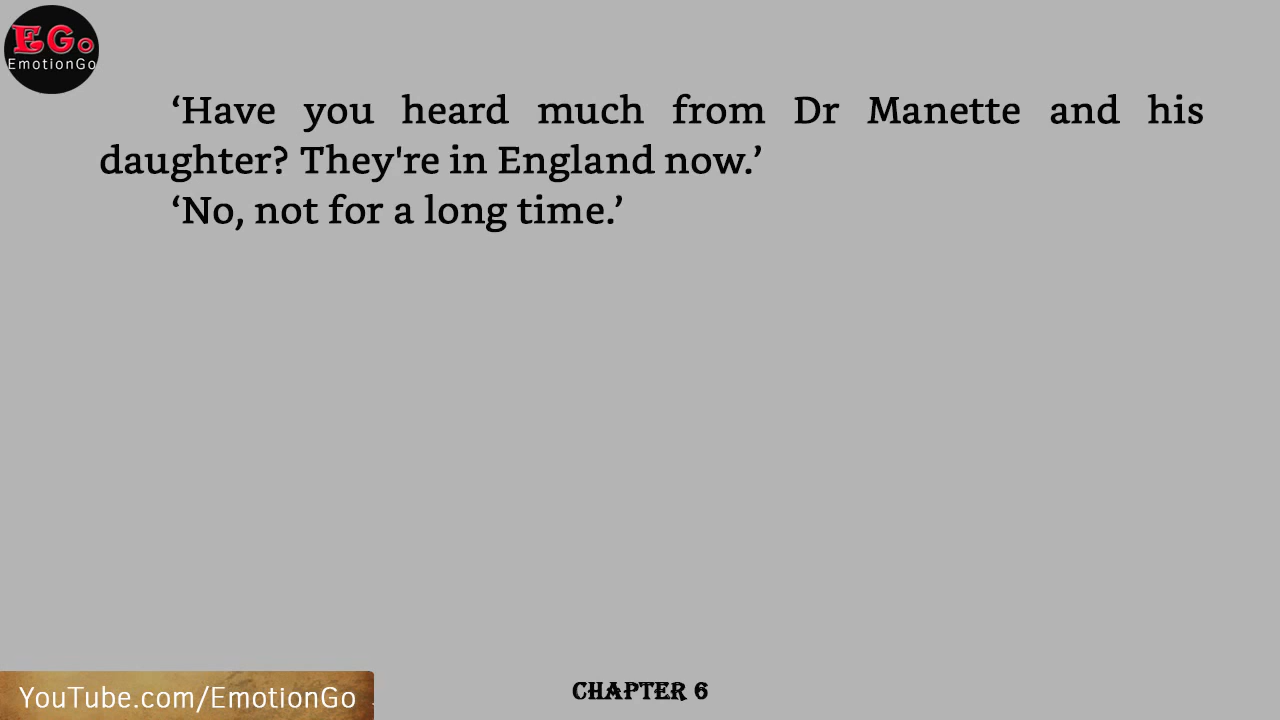 EGo
EmotionGo
‘Have you heard much from Dr Manette and his
daughter? They're in England now.’
‘No, not for a long time.’
YouTube.com/EmotionGo
CHAPTER 6